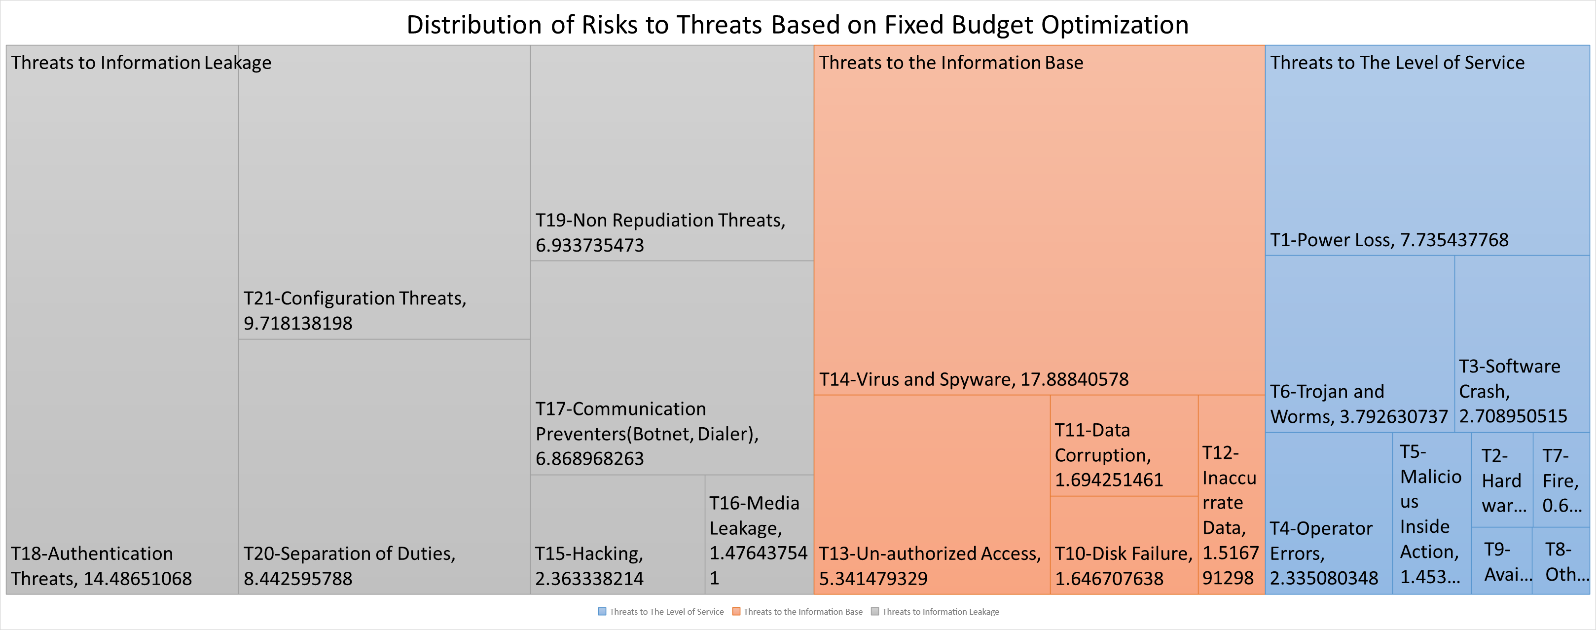 Distribution of Risks to Threats Based on Fixed Budget Optimization
Threats to Information Leakage
T18-Authentication
Threats, 14.48651068
T21-Configuration Threats,
9.718138198
T20-Separation of Duties,
8.442595788
T19-Non Repudiation Threats,
6.933735473
T17-Communication
Preventers(Botnet, Dialer),
6.868968263
T15-Hacking,
2.363338214
T16-Media
Leakage,
1.47643754
1
Threats to the Information Base
T14-Virus and Spyware, 17.88840578
T13-Un-authorized Access,
5.341479329
T11-Data
Corruption,
1.694251461
T10-Disk Failure,
1.646707638
T12-
Inaccu
rrate
Data,
1.5167
91298
Threats to The Level of Service
T1-Power Loss, 7.735437768
T6-Trojan and
Worms, 3.792630737
T3-Software
Crash,
2.708950515
T4-Operator
Errors,
2.335080348
T5-
Malicio
us
Inside
Action,
1.453...
T2-
Hard
war...
T7-
Fire,
0.6...
T9-
Avai...
T8-
Oth...
Threats to The Level of Service
Threats to the Information Base
Threats to Information Leakage